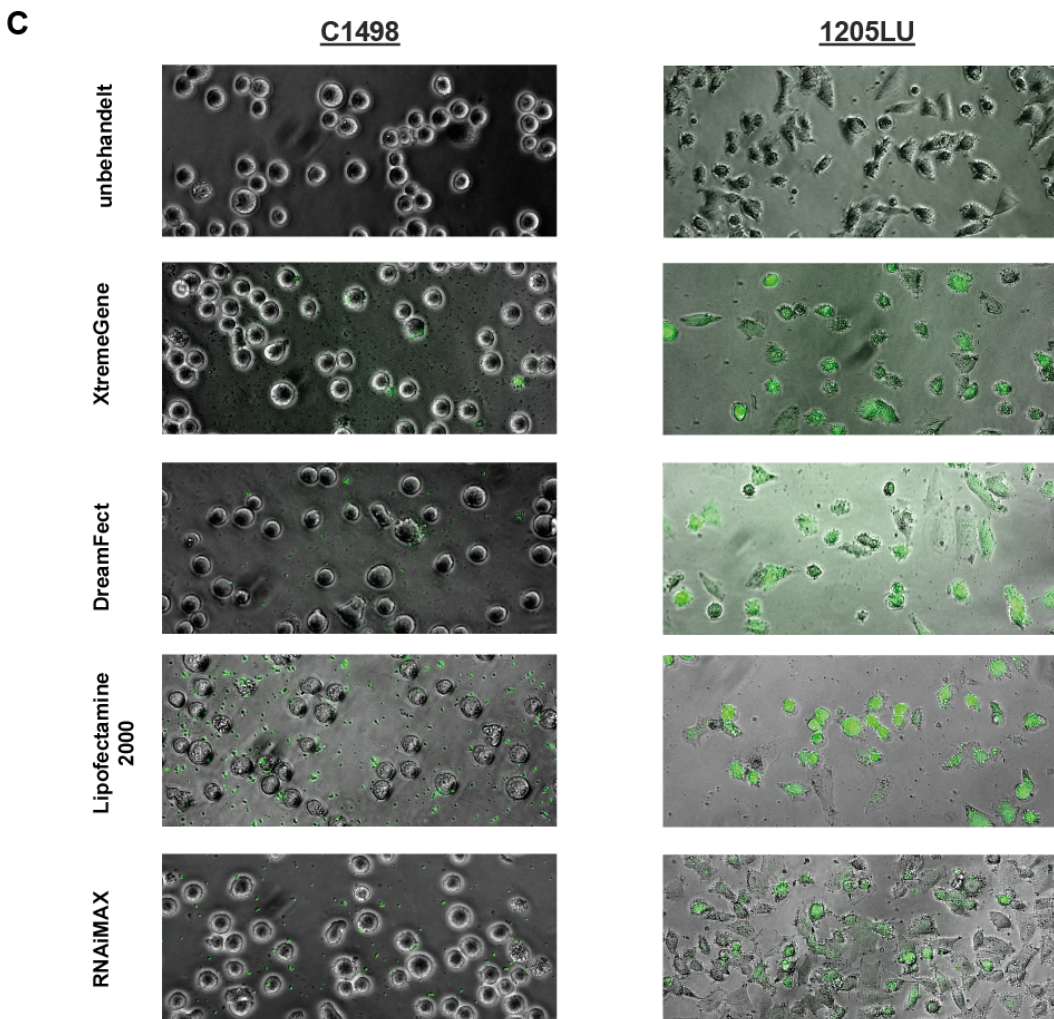 C
C1498
1205LU
unbehandelt
XtremeGene
DreamFect
Lipofectamine
2000
RNAiMAX